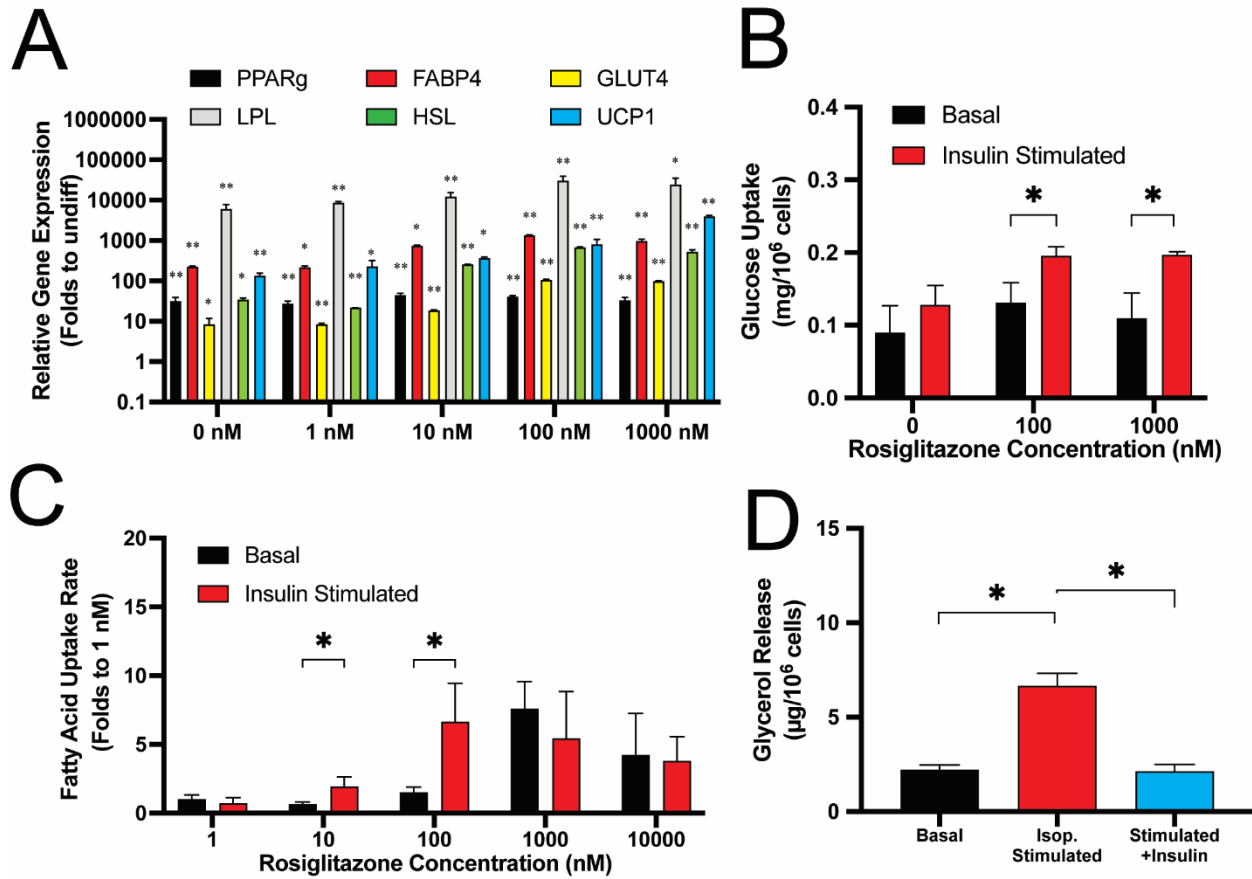 A
PPARg FABP4 GLUT4
LPL HSL UCP1
Relative Gene Expression
(Folds to undiff)
1000000
100000
10000
1000
100
10
1
0.1
** ** * ** * **
** * ** ** ** *
** * ** ** ** *
** ** ** ** ** **
** ** ** * ** **
0 nM 1 nM 10 nM 100 nM 1000 nM
B
Basal
Insulin Stimulated
Glucose Uptake
(mg/10⁶ cells)
0.4
0.3
0.2
0.1
0.0
* *
0 100 1000
Rosiglitazone Concentration (nM)
C
Basal
Insulin Stimulated
Fatty Acid Uptake Rate
(Folds to 1 nM)
20
15
10
5
0
* *
1 10 100 1000 10000
Rosiglitazone Concentration (nM)
D
Glycerol Release
(µg/10⁶ cells)
15
10
5
0
* *
Basal Isop. Stimulated
Stimulated +Insulin